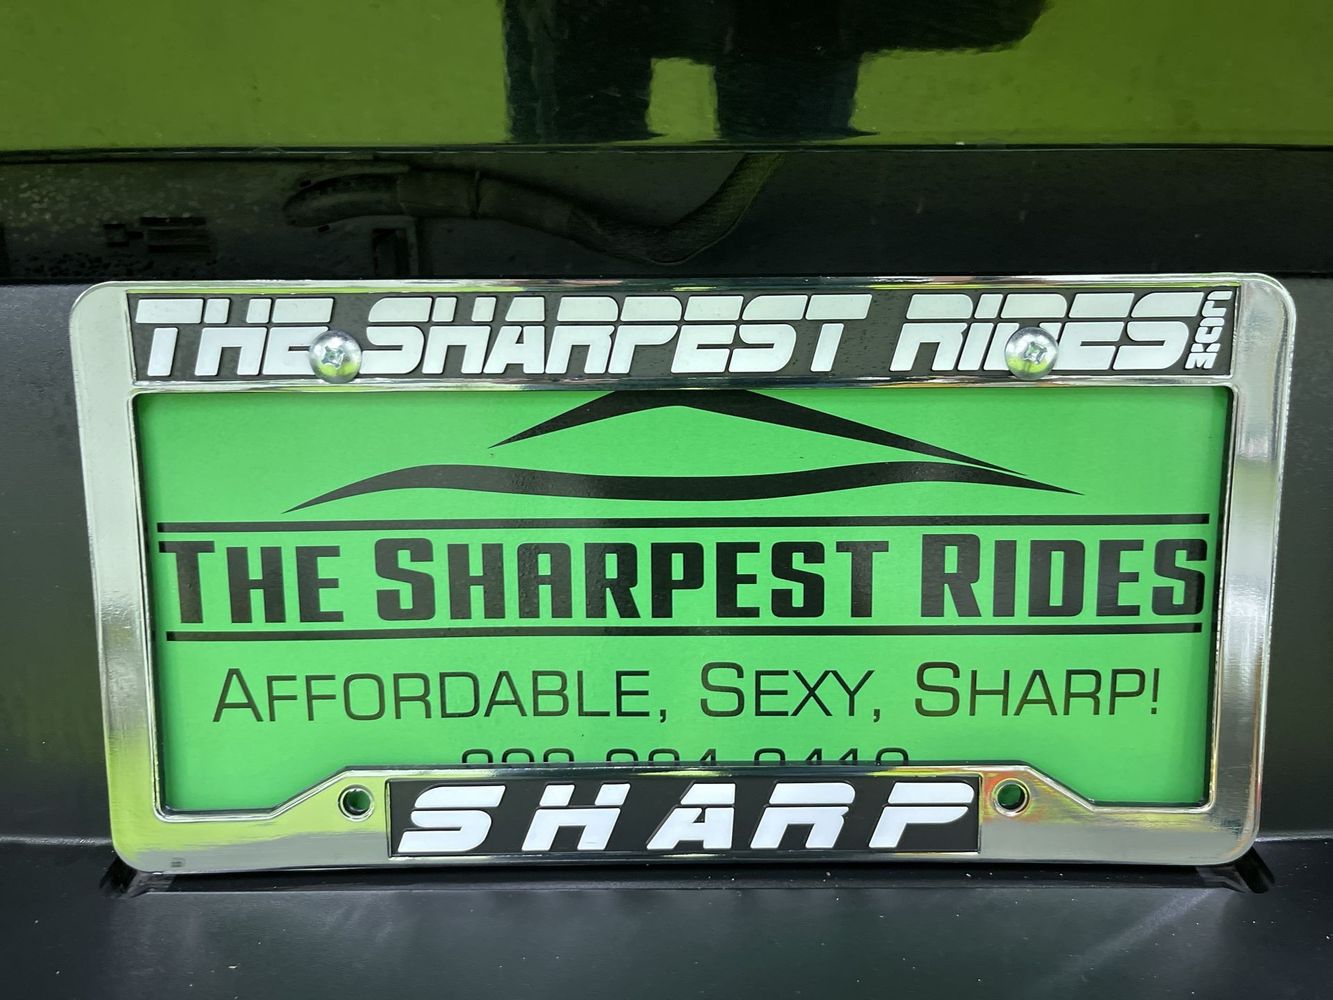 THE SHARPEST RIDES.COM
THE SHARPEST RIDES
AFFORDABLE, SEXY, SHARP!
SHARP